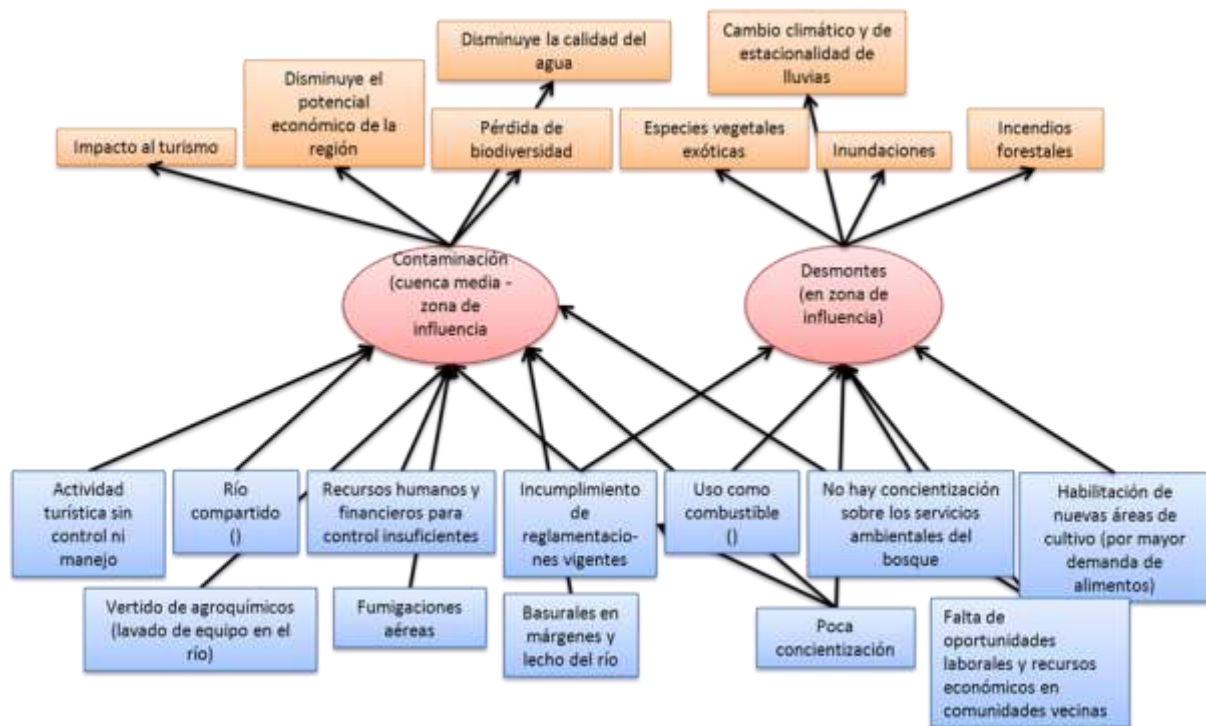 Disminuye la calidad del
agua
Cambio climático y de
estacionalidad de
lluvias
Disminuye el
potencial
económico de la
región
Impacto al turismo
Pérdida de
biodiversidad
Especies vegetales
exóticas
Inundaciones
Incendios
forestales
Contaminación
(cuenca media -
zona de
influencia
Desmontes
(en zona de
influencia)
Actividad
turística sin
control ni
manejo
Río
compartido
()
Recursos humanos y
financieros para
control insuficientes
Incumplimiento
de
reglamentacio-
nes vigentes
Uso como
combustible
()
No hay concientización
sobre los servicios
ambientales del
bosque
Habilitación de
nuevas áreas de
cultivo (por mayor
demanda de
alimentos)
Vertido de agroquímicos
(lavado de equipo en el
río)
Fumigaciones
aéreas
Basurales en
márgenes y
lecho del río
Poca
concientización
Falta de
oportunidades
laborales y recursos
económicos en
comunidades vecinas